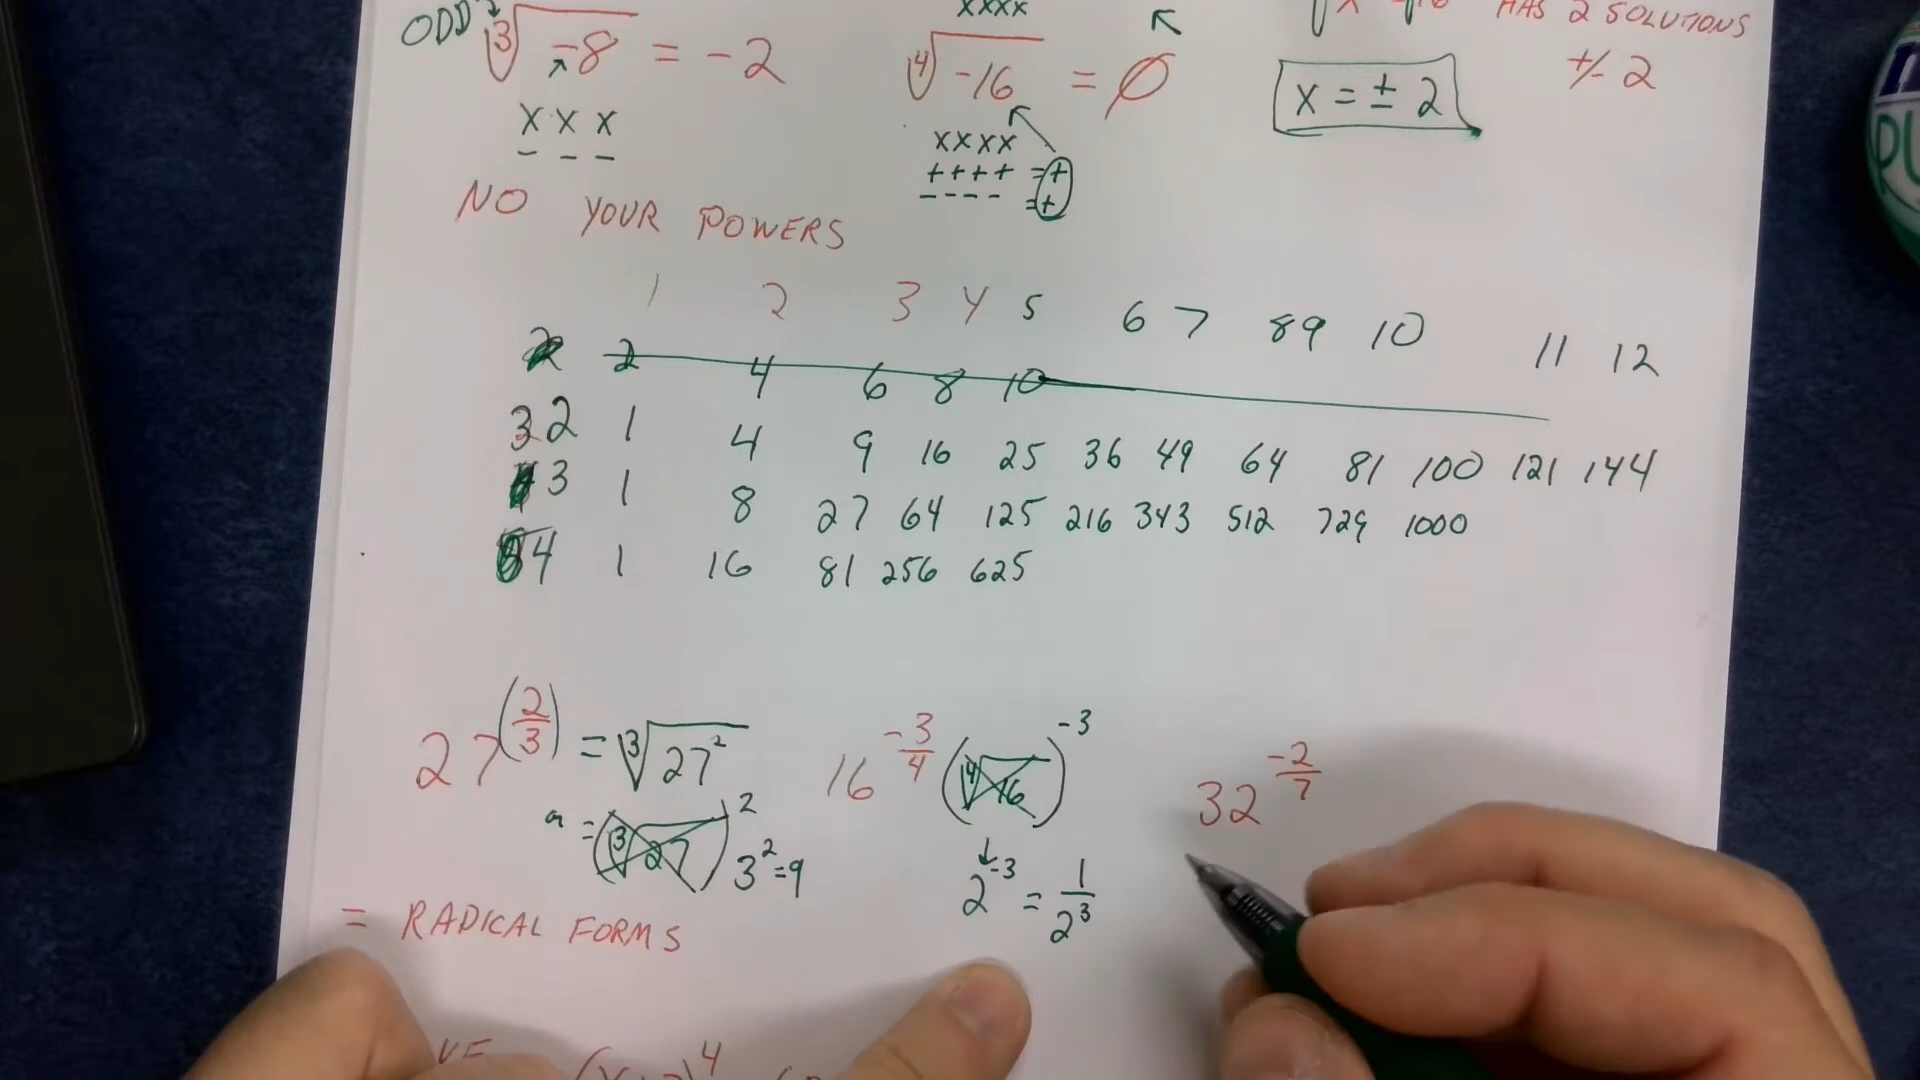 xxxx
HAS 2 SOLUTIONS
ODD ∛-8 = -2
∜-16 = ∅
+/- 2
x = ± 2
x x x
- - -
xxxx
++++ =+
---- =+
NO YOUR POWERS
1 2 3 4 5 6 7 8 9 10 11 12
2 2 4 6 8 10
32 1 4 9 16 25 36 49 64 81 100 121 144
3 1 8 27 64 125 216 343 512 729 1000
4 1 16 81 256 625
27^(2/3) = ∛27²
= (∛27)² 3² = 9
16^-3/4 (∜16)^-3
2^-3 = 1/2³
32^-2/7
= RADICAL FORMS